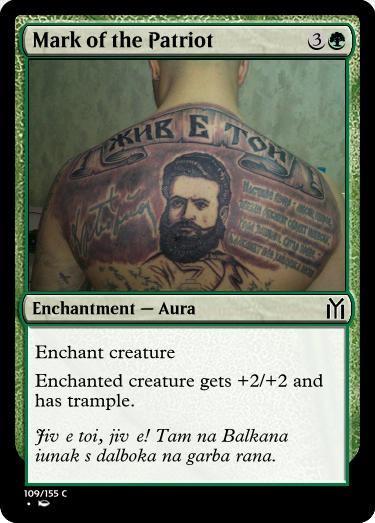 Mark of the Patriot
3
ЖИВ Е ТОЙ
Enchantment — Aura
Enchant creature
Enchanted creature gets +2/+2 and
has trample.
Jiv e toi, jiv e! Tam na Balkana
iunak s dalboka na garba rana.
109/155 C